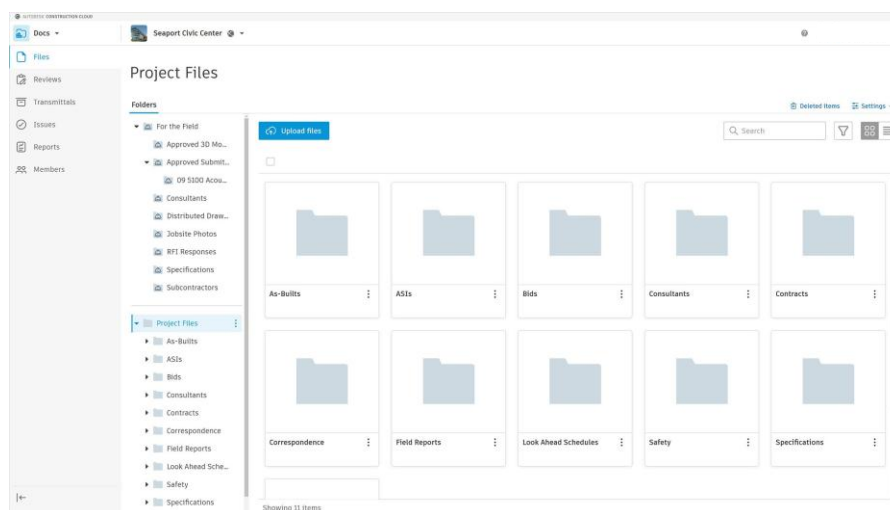 AUTODESK CONSTRUCTION CLOUD
Docs
Seaport Civic Center
Files
Reviews
Transmittals
Issues
Reports
Members
Project Files
Folders
Deleted items
Settings
For the Field
Approved 3D Mo...
Approved Submit...
09 5100 Acou...
Consultants
Distributed Draw...
Jobsite Photos
RFI Responses
Specifications
Subcontractors
Project Files
As-Builts
ASIs
Bids
Consultants
Contracts
Correspondence
Field Reports
Look Ahead Sche...
Safety
Specifications
Upload files
Search
As-Builts
ASIs
Bids
Consultants
Contracts
Correspondence
Field Reports
Look Ahead Schedules
Safety
Specifications
Showing 11 items